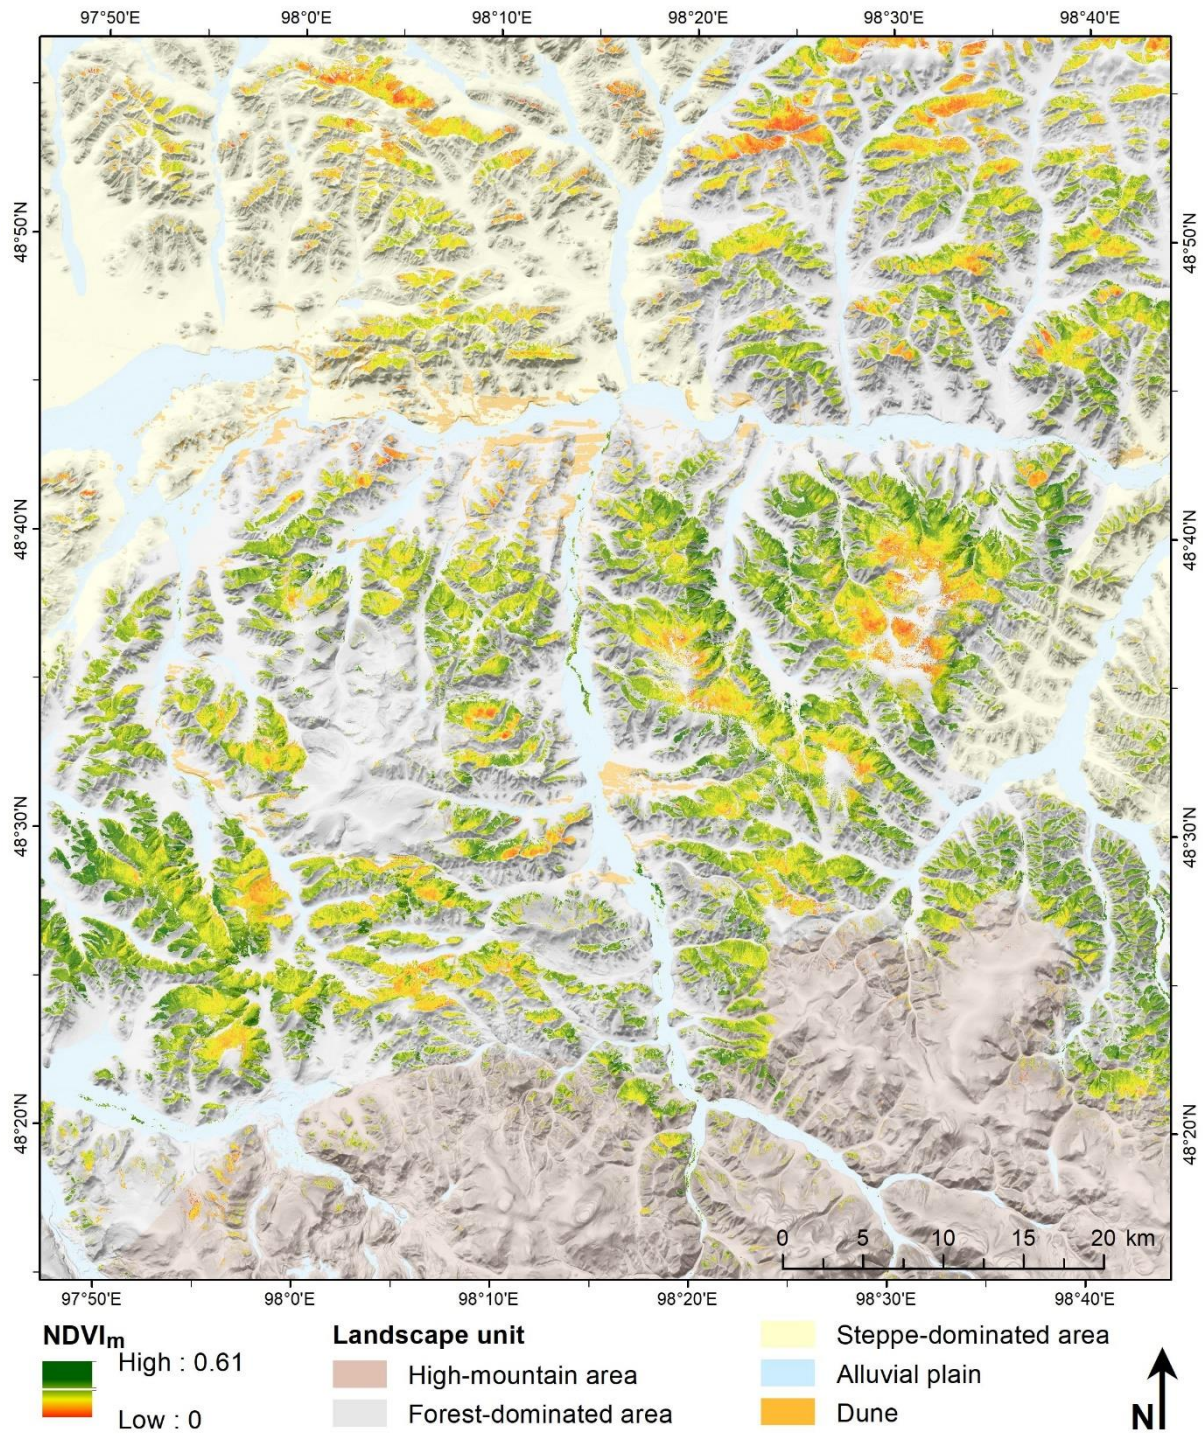 97°50'E 98°0'E 98°10'E 98°20'E 98°30'E 98°40'E
48°50'N 48°50'N
48°40'N 48°40'N
48°30'N 48°30'N
48°20'N 48°20'N
0 5 10 15 20 km
97°50'E 98°0'E 98°10'E 98°20'E 98°30'E 98°40'E
NDVIm
High : 0.61
Low : 0
Landscape unit
High-mountain area
Forest-dominated area
Steppe-dominated area
Alluvial plain
Dune
N